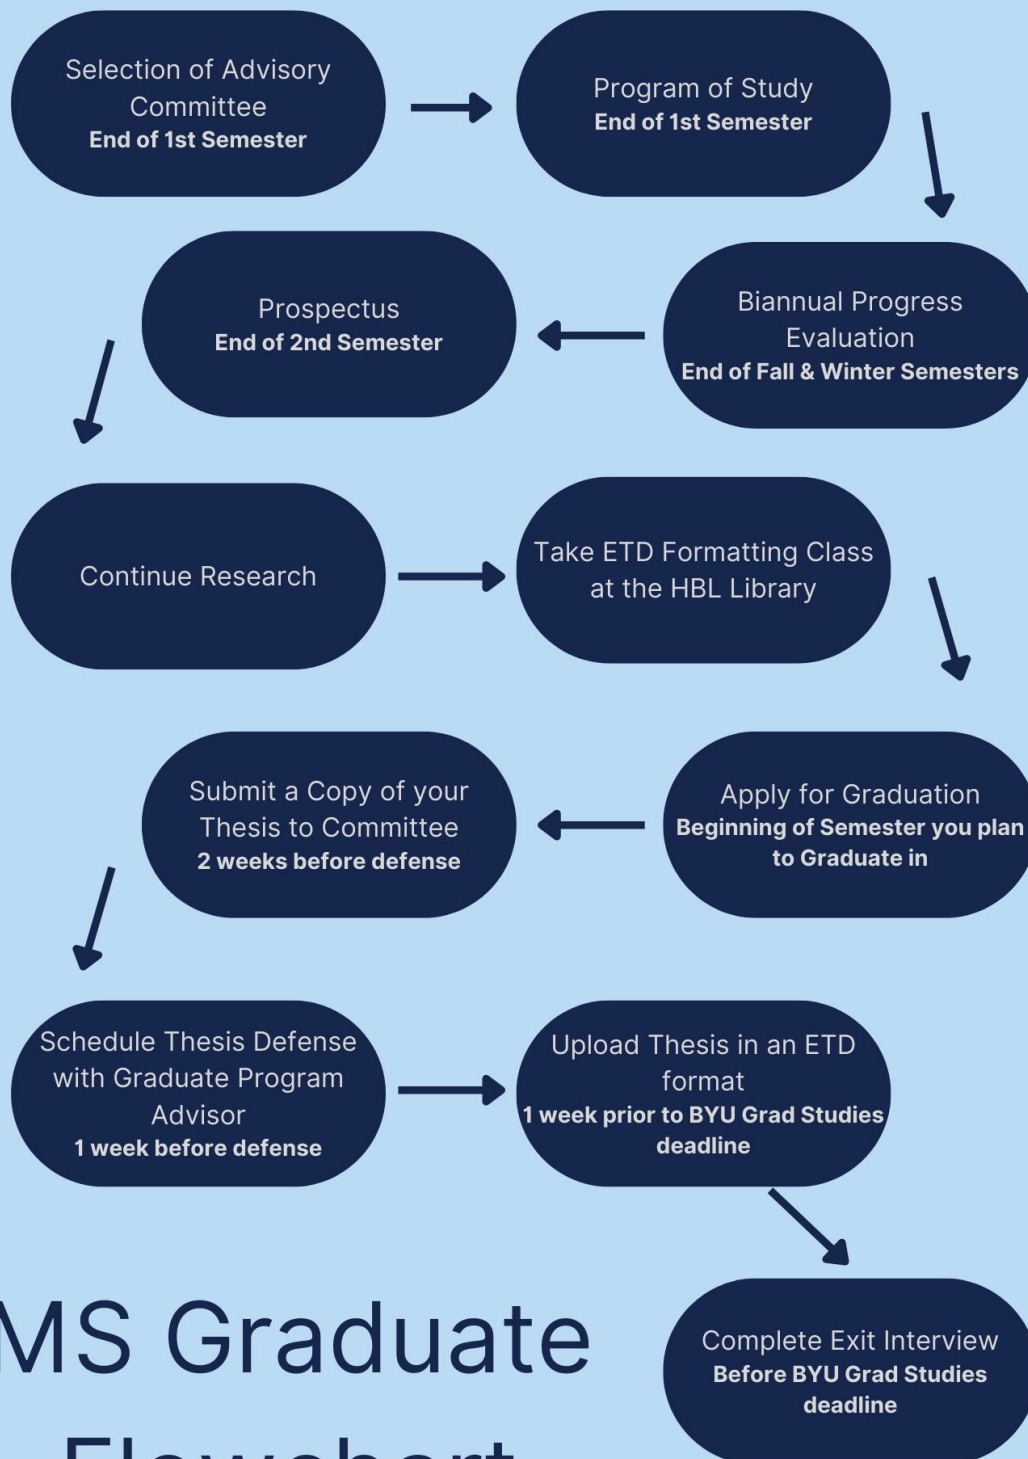 Selection of Advisory
Committee
End of 1st Semester
Program of Study
End of 1st Semester
Biannual Progress
Evaluation
End of Fall & Winter Semesters
Prospectus
End of 2nd Semester
Continue Research
Take ETD Formatting Class
at the HBL Library
Apply for Graduation
Beginning of Semester you plan
to Graduate in
Submit a Copy of your
Thesis to Committee
2 weeks before defense
Schedule Thesis Defense
with Graduate Program
Advisor
1 week before defense
Upload Thesis in an ETD
format
1 week prior to BYU Grad Studies
deadline
Complete Exit Interview
Before BYU Grad Studies
deadline
MS Graduate
Flowchart